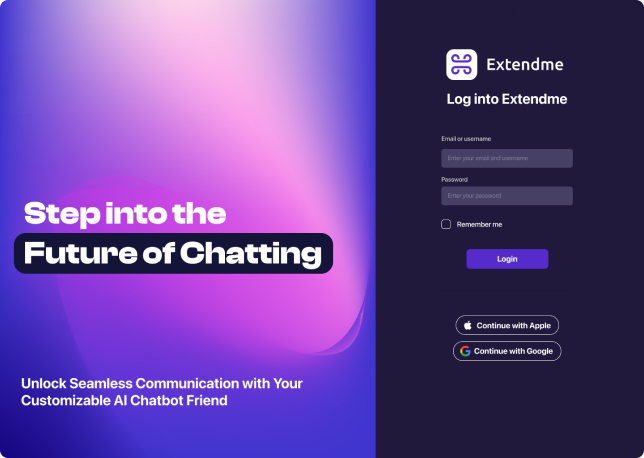 Step into the
Future of Chatting
Unlock Seamless Communication with Your
Customizable AI Chatbot Friend
Extendme
Log into Extendme
Email or username
Enter your email and username
Password
Enter your password
Remember me
Login
Continue with Apple
Continue with Google